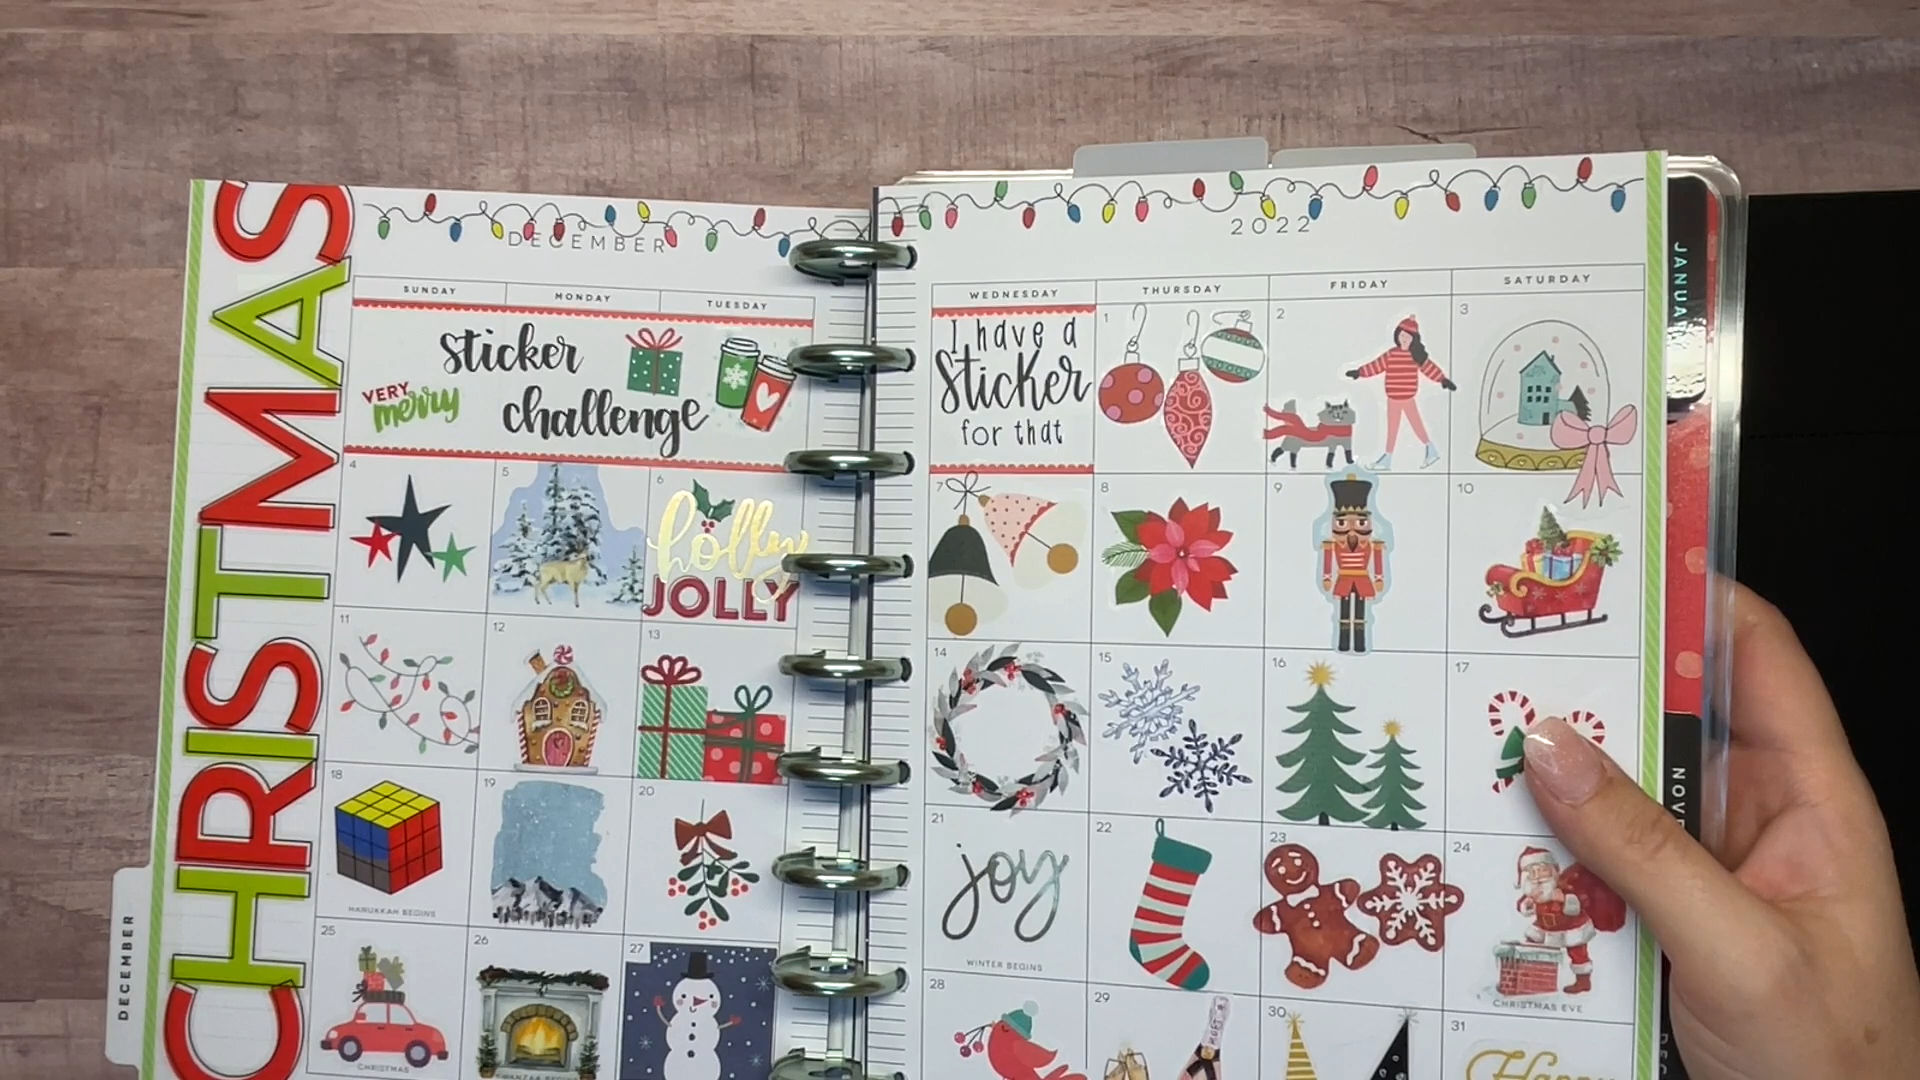 CHRISTMAS
DECEMBER
2022
SUNDAY
MONDAY
TUESDAY
WEDNESDAY
THURSDAY
FRIDAY
SATURDAY
sticker
challenge
VERY
merry
I have a
Sticker
for that
1
2
3
4
5
6
holly
JOLLY
7
8
9
10
11
12
13
14
15
16
17
18
HANUKKAH BEGINS
19
20
21
joy
WINTER BEGINS
22
23
24
CHRISTMAS EVE
25
CHRISTMAS
26
27
28
29
30
31
Happy
DECEMBER